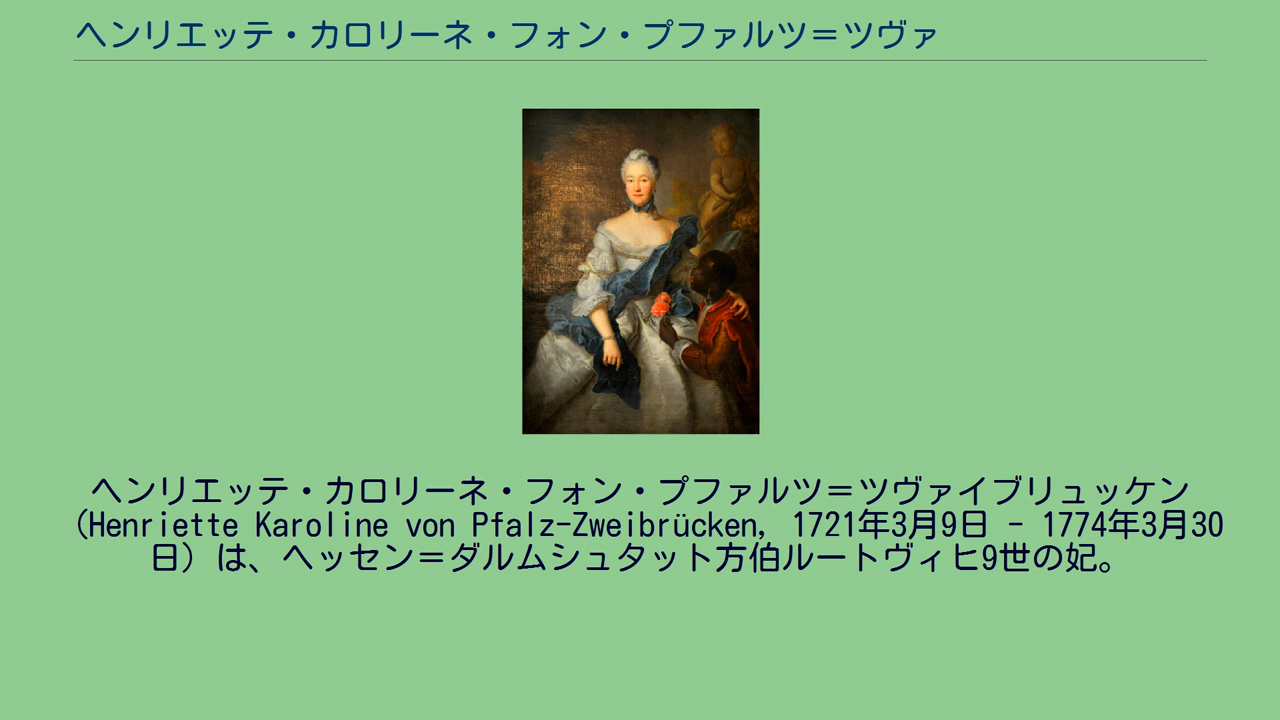 ヘンリエッテ・カロリーネ・フォン・プファルツ＝ツヴァ
ヘンリエッテ・カロリーネ・フォン・プファルツ＝ツヴァイブリュッケン
(Henriette Karoline von Pfalz-Zweibrücken, 1721年3月9日 - 1774年3月30
日）は、ヘッセン＝ダルムシュタット方伯ルートヴィヒ9世の妃。